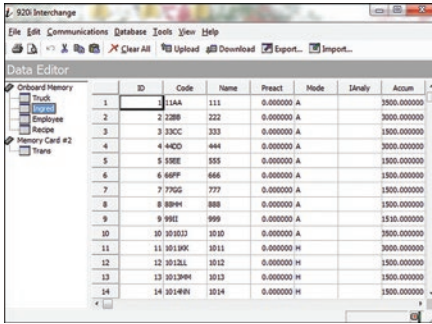 920i Interchange
File Edit Communications Database Tools View Help
Clear All Upload Download Export... Import...
Data Editor
Onboard Memory
Truck
Ingred
Employee
Recipe
Memory Card #2
Trans
ID Code Name Preact Mode IAnaly Accum
1 1 11AA 111 0.000000 A 3500.000000
2 2 22BB 222 0.000000 A 3000.000000
3 3 33CC 333 0.000000 A 1500.000000
4 4 44DD 444 0.000000 A 3000.000000
5 5 55EE 555 0.000000 A 1500.000000
6 6 66FF 666 0.000000 A 1500.000000
7 7 77GG 777 0.000000 A 1500.000000
8 8 88HH 888 0.000000 A 1500.000000
9 9 99II 999 0.000000 A 1510.000000
10 10 1010JJ 1010 0.000000 A 3500.000000
11 11 1011KK 1011 0.000000 H 3000.000000
12 12 1012LL 1012 0.000000 H 1500.000000
13 13 1013MM 1013 0.000000 H 1500.000000
14 14 1014NN 1014 0.000000 H 1500.000000